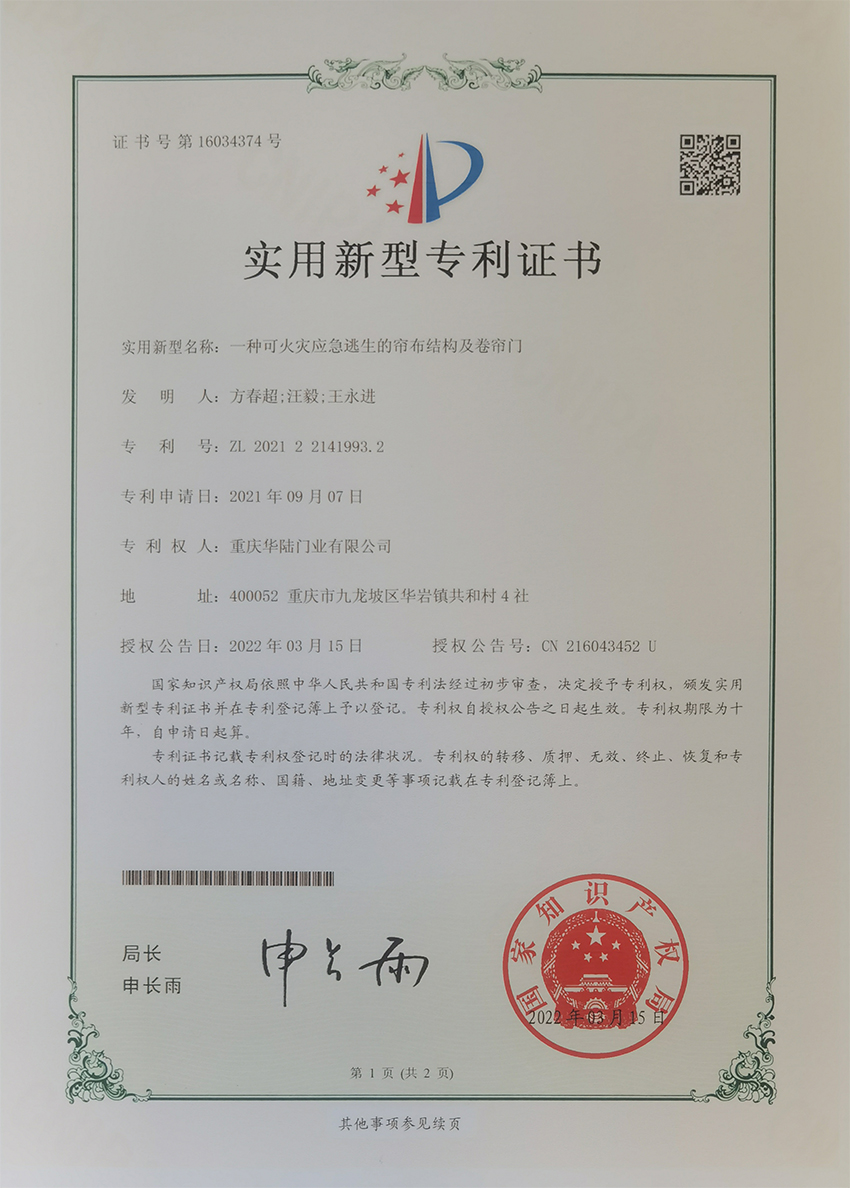 证书号第16034374号
实用新型专利证书
实用新型名称：一种可火灾应急逃生的帘布结构及卷帘门
发明人：方春超;汪毅;王永进
专利号：ZL 2021 2 2141993.2
专利申请日：2021年09月07日
专利权人：重庆华陆门业有限公司
地址：400052 重庆市九龙坡区华岩镇共和村4社
授权公告日：2022年03月15日 授权公告号：CN 216043452 U
国家知识产权局依照中华人民共和国专利法经过初步审查，决定授予专利权，颁发实用
新型专利证书并在专利登记簿上予以登记。专利权自授权公告之日起生效。专利权期限为十
年，自申请日起算。
专利证书记载专利权登记时的法律状况。专利权的转移、质押、无效、终止、恢复和专
利权人的姓名或名称、国籍、地址变更等事项记载在专利登记簿上。
局长
申长雨
申长雨
国家知识产权局
2022年03月15日
第 1 页 (共 2 页)
其他事项参见续页